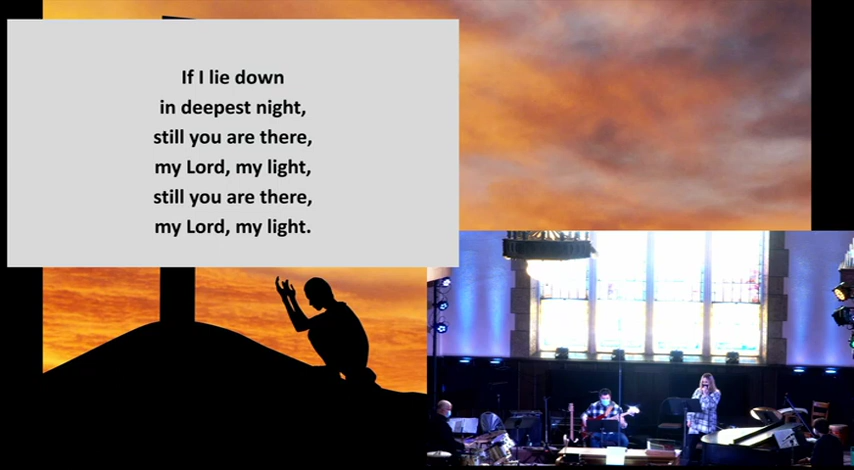 If I lie down
in deepest night,
still you are there,
my Lord, my light,
still you are there,
my Lord, my light.